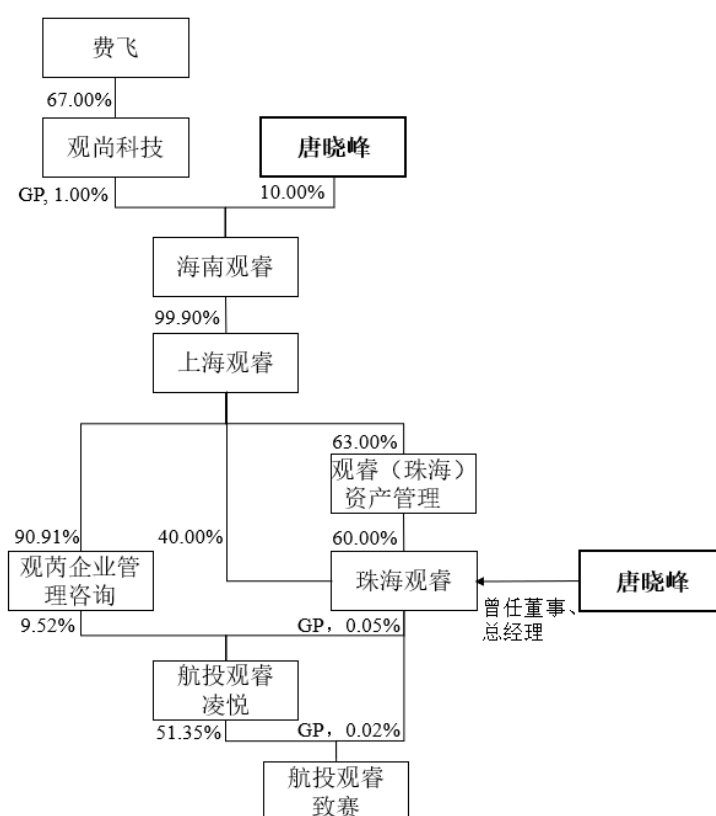 费飞
67.00%
观尚科技
唐晓峰
GP, 1.00%
10.00%
海南观睿
99.90%
上海观睿
63.00%
观睿（珠海）
资产管理
90.91%
40.00%
60.00%
观芮企业管
理咨询
珠海观睿
唐晓峰
曾任董事、
总经理
9.52%
GP，0.05%
航投观睿
凌悦
51.35%
GP，0.02%
航投观睿
致赛